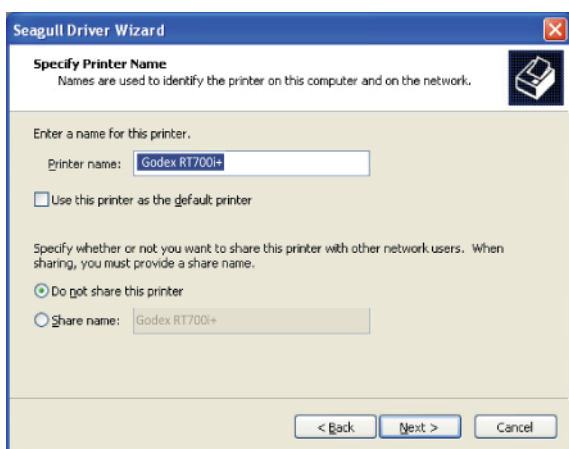 Seagull Driver Wizard
Specify Printer Name
Names are used to identify the printer on this computer and on the network.
Enter a name for this printer.
Printer name: Godex RT700i+
Use this printer as the default printer
Specify whether or not you want to share this printer with other network users. When
sharing, you must provide a share name.
Do not share this printer
Share name: Godex RT700i+
< Back Next > Cancel